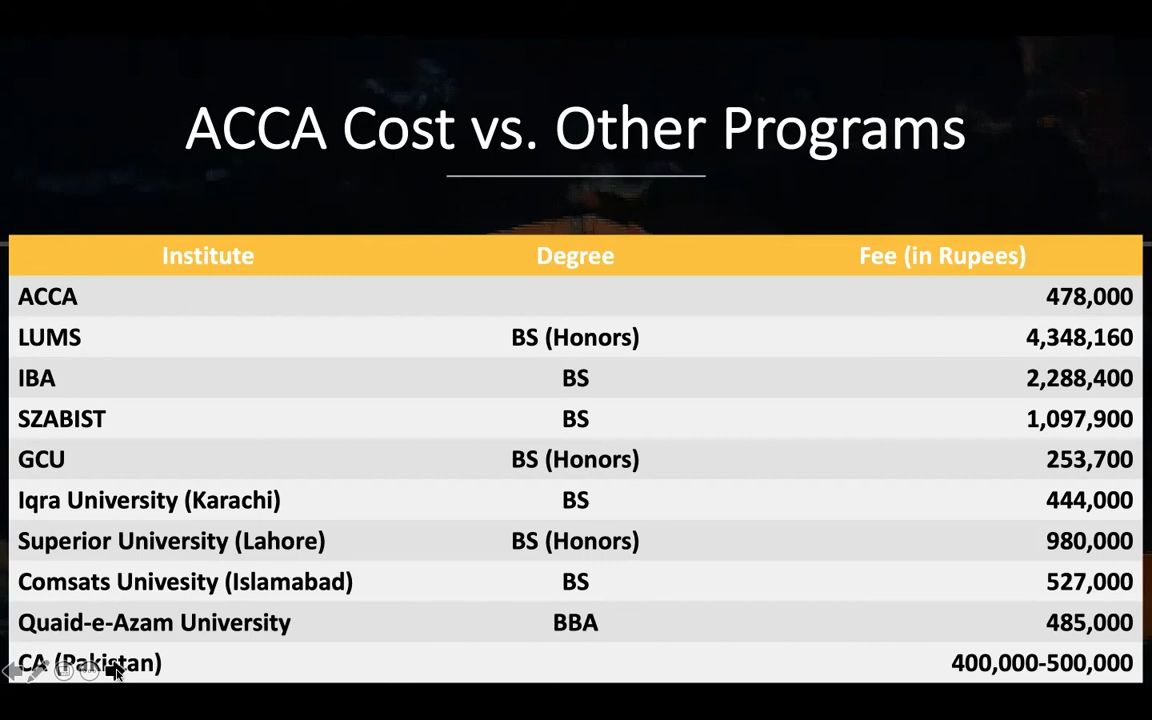 ACCA Cost vs. Other Programs
Institute Degree Fee (in Rupees)
ACCA 478,000
LUMS BS (Honors) 4,348,160
IBA BS 2,288,400
SZABIST BS 1,097,900
GCU BS (Honors) 253,700
Iqra University (Karachi) BS 444,000
Superior University (Lahore) BS (Honors) 980,000
Comsats Univesity (Islamabad) BS 527,000
Quaid-e-Azam University BBA 485,000
CA (Pakistan) 400,000-500,000